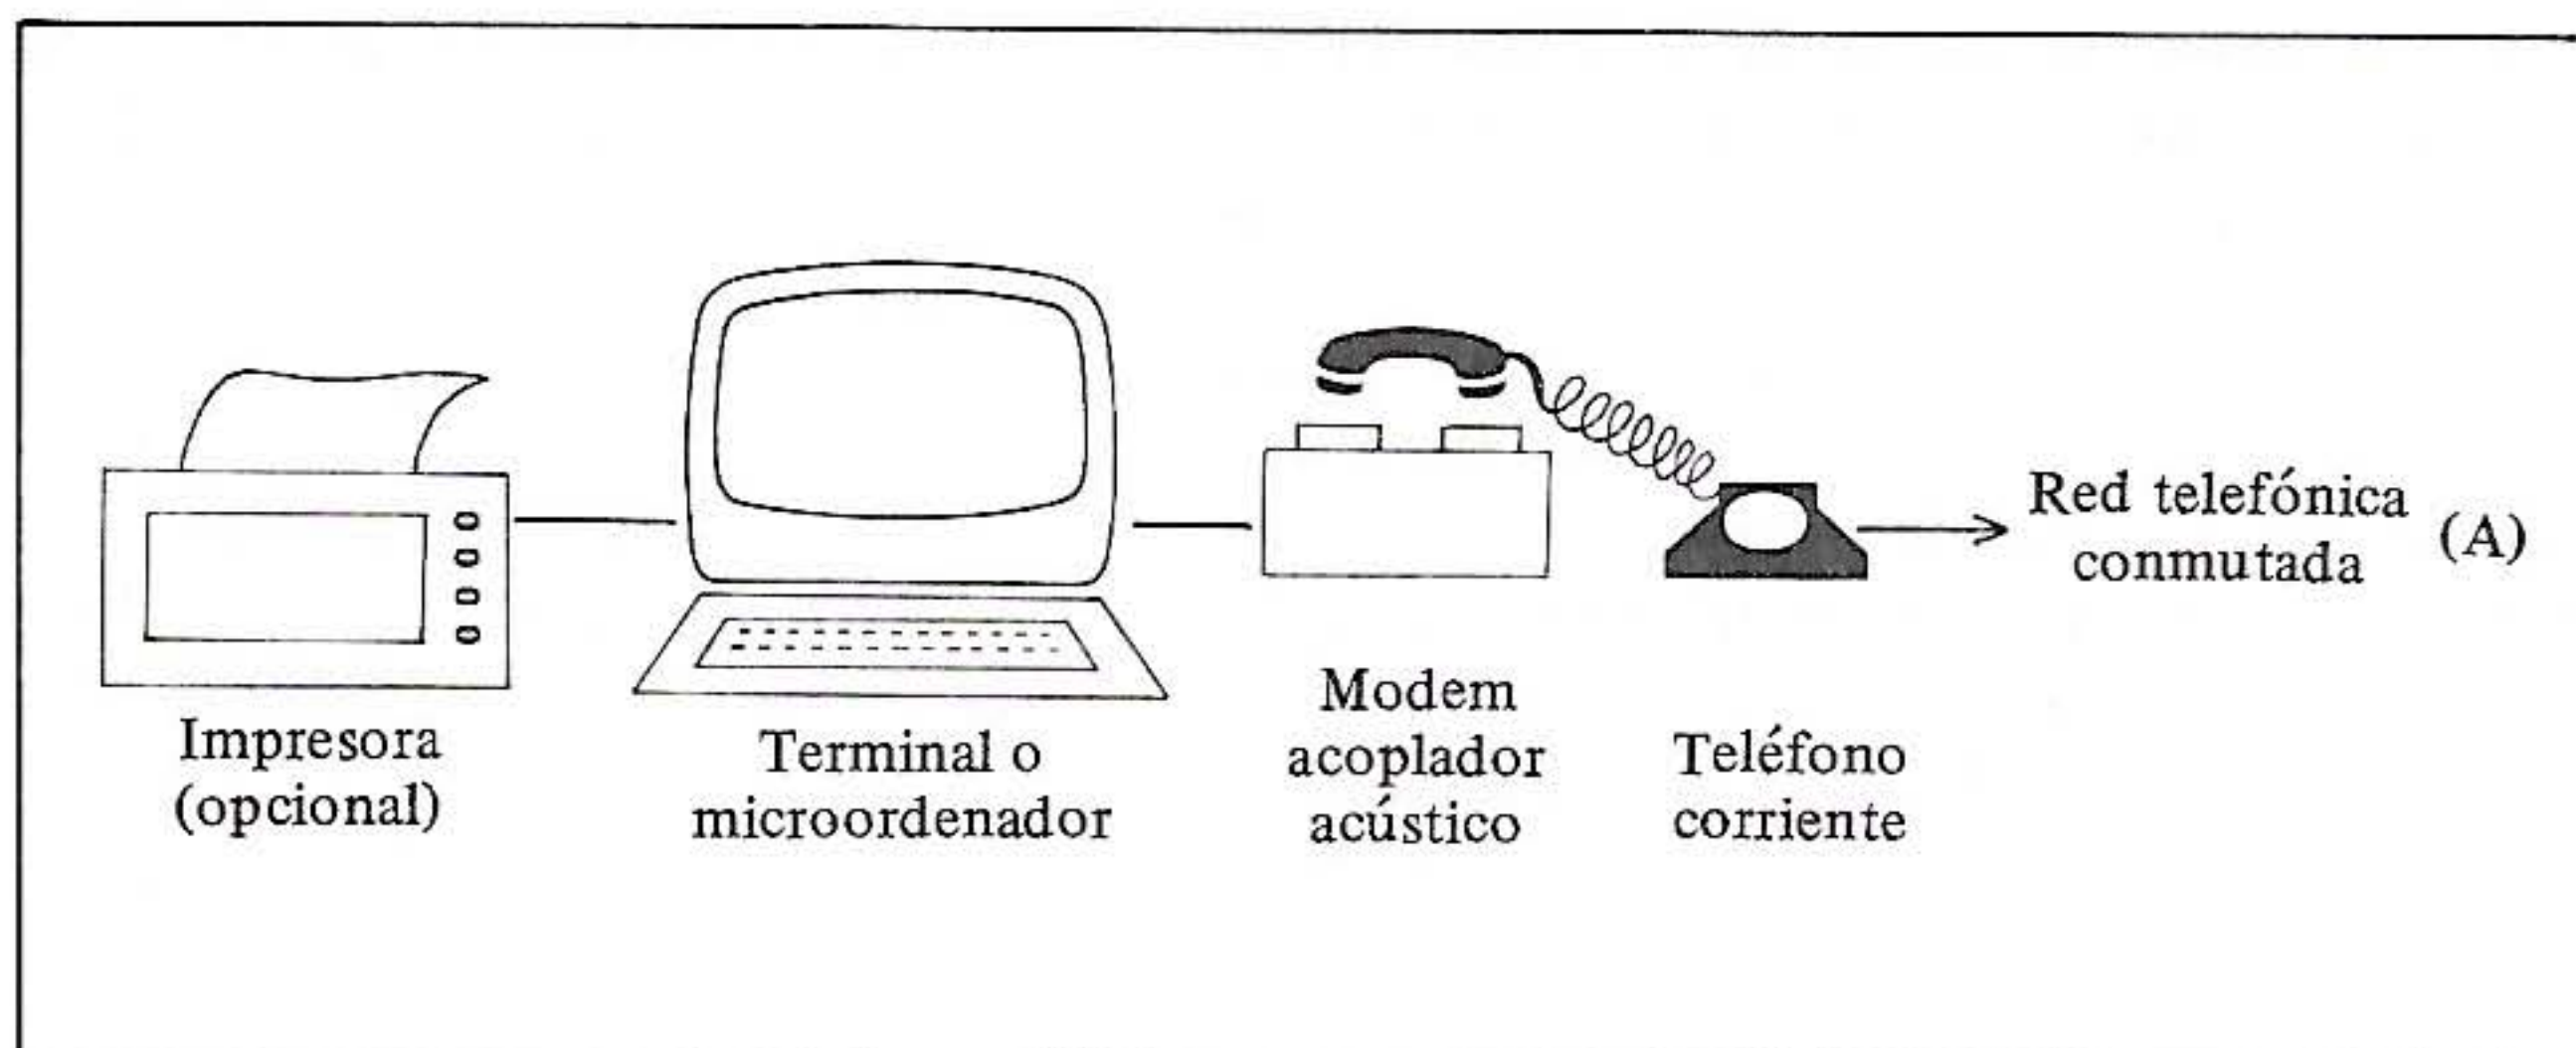 Impresora
(opcional)
Terminal o
microordenador
Modem
acoplador
acústico
Teléfono
corriente
Red telefónica
conmutada
(A)